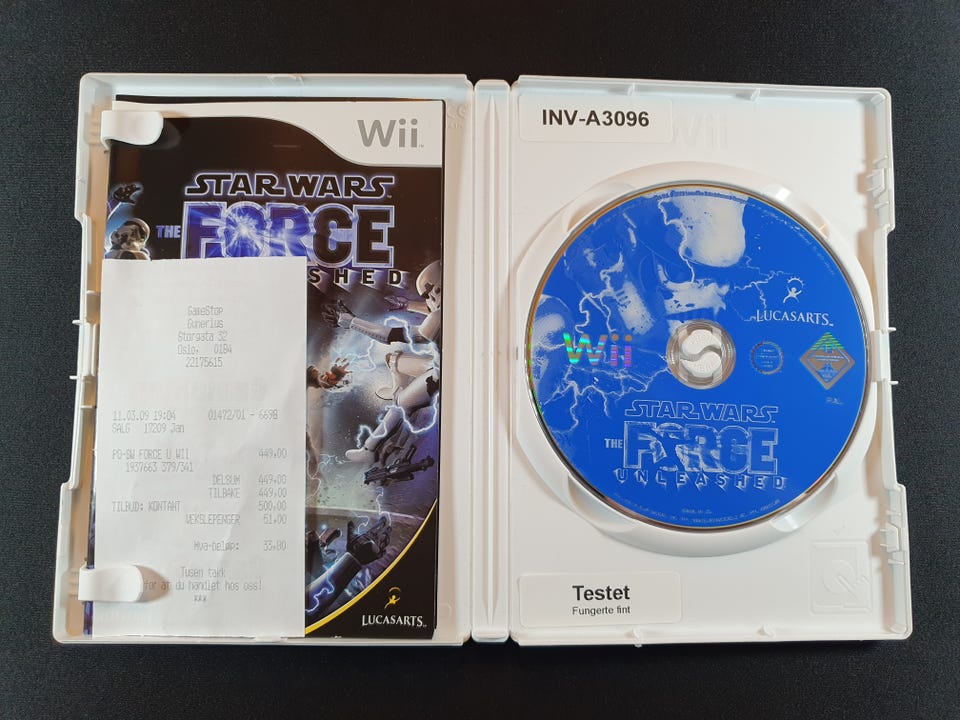 Wii
STAR WARS
THE FORCE
UNLEASHED
GameStop
Gunerius
Storgata 32
Oslo, 0184
22175615
11.03.09 19:04 01472/01 - 6698
SALG 17209 Jan
PO-SW FORCE U WII 449,00
1937663 379/341
DELSUM 449,00
TILBAKE 449,00
TILBUD: KONTANT 500,00
VEKSLEPENGER 51,00
Mva-beløp: 33,00
Tusen takk
for at du handlet hos oss!
***
LUCASARTS
INV-A3096
Wii
LUCASARTS
Wii
PAL
STAR WARS
THE FORCE
UNLEASHED
Testet
Fungerte fint